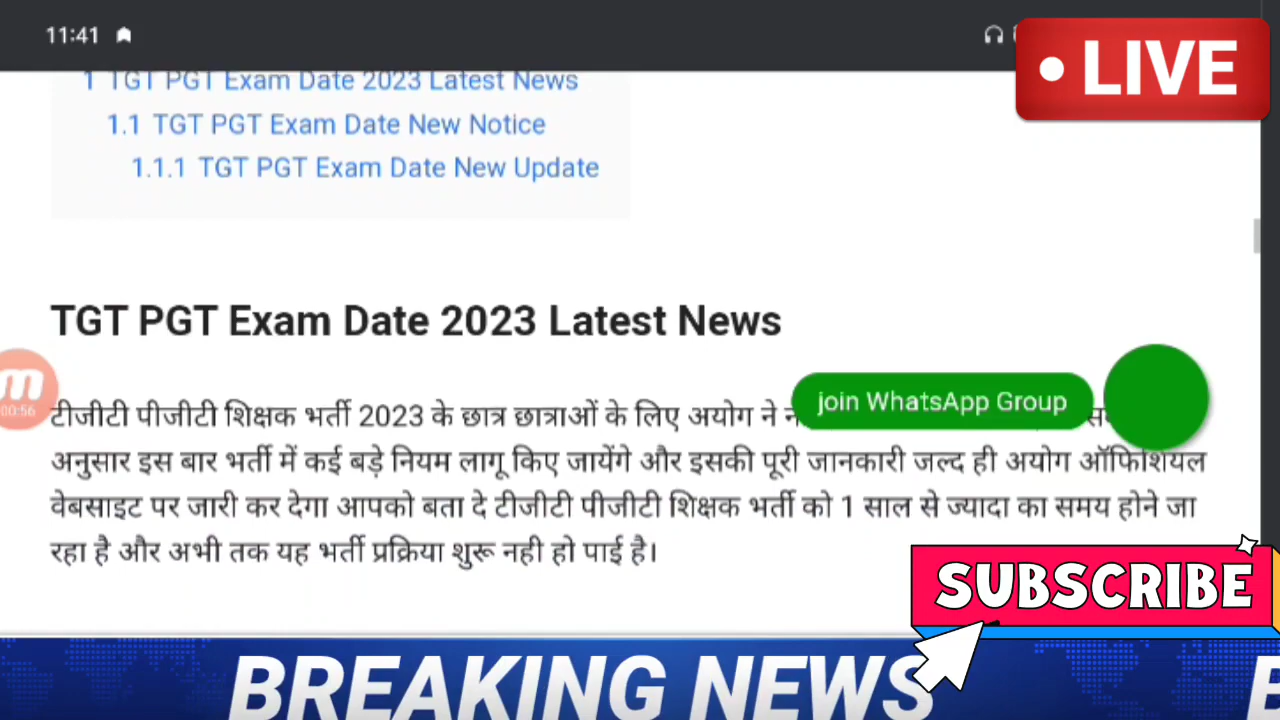 11:41
LIVE
1 TGT PGT Exam Date 2023 Latest News
1.1 TGT PGT Exam Date New Notice
1.1.1 TGT PGT Exam Date New Update
TGT PGT Exam Date 2023 Latest News
00:56
टीजीटी पीजीटी शिक्षक भर्ती 2023 के छात्र छात्राओं के लिए अयोग ने
join WhatsApp Group
अनुसार इस बार भर्ती में कई बड़े नियम लागू किए जायेंगे और इसकी पूरी जानकारी जल्द ही अयोग ऑफिशियल
वेबसाइट पर जारी कर देगा आपको बता दे टीजीटी पीजीटी शिक्षक भर्ती को 1 साल से ज्यादा का समय होने जा
रहा है और अभी तक यह भर्ती प्रक्रिया शुरू नही हो पाई है।
SUBSCRIBE
BREAKING NEWS